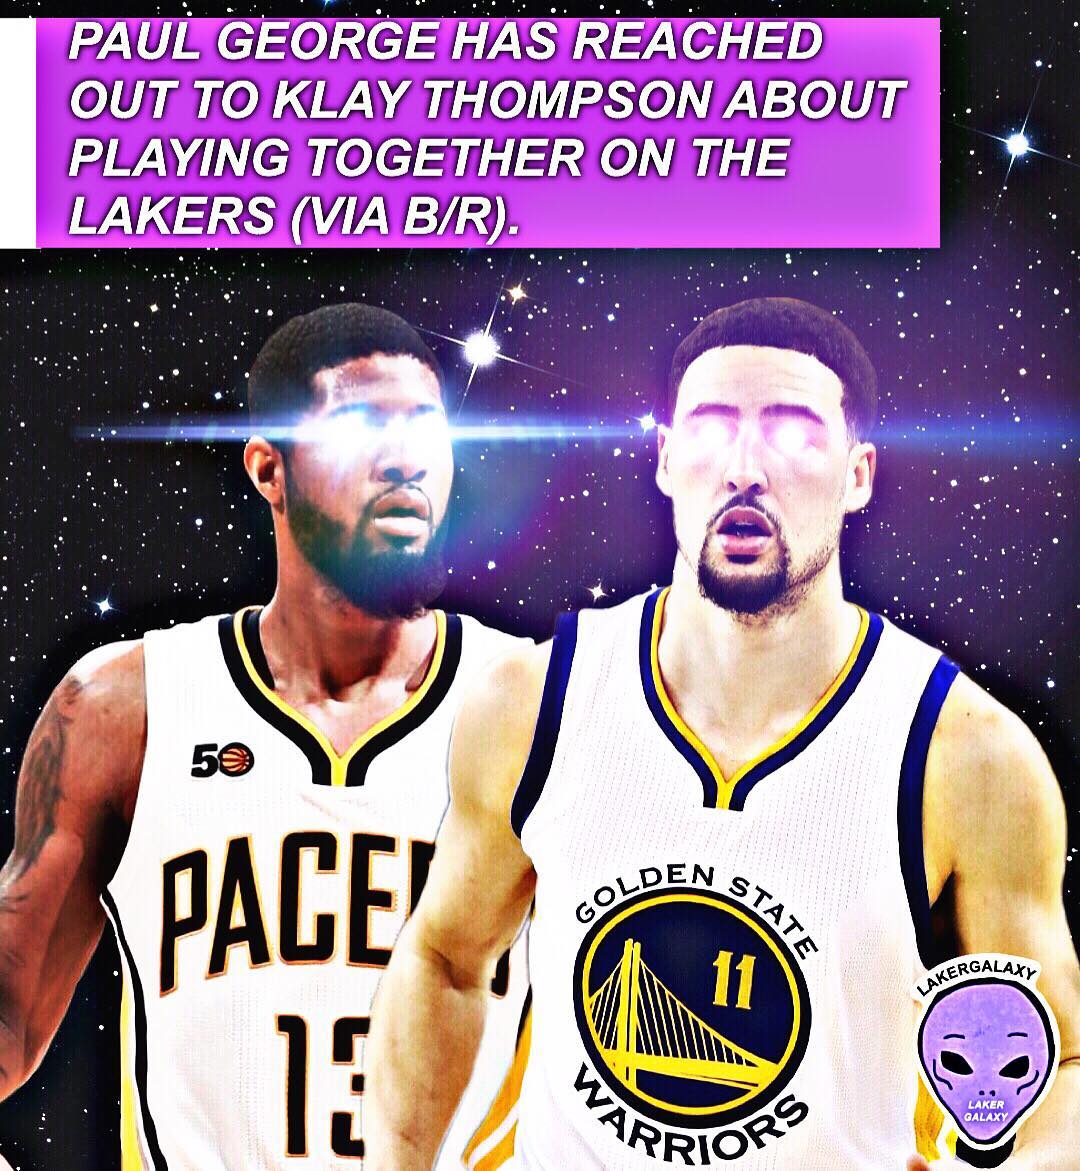 PAUL GEORGE HAS REACHED
OUT TO KLAY THOMPSON ABOUT
PLAYING TOGETHER ON THE
LAKERS (VIA B/R).
50
PACE
13
GOLDEN STATE
11
WARRIORS
LAKERGALAXY
LAKER
GALAXY